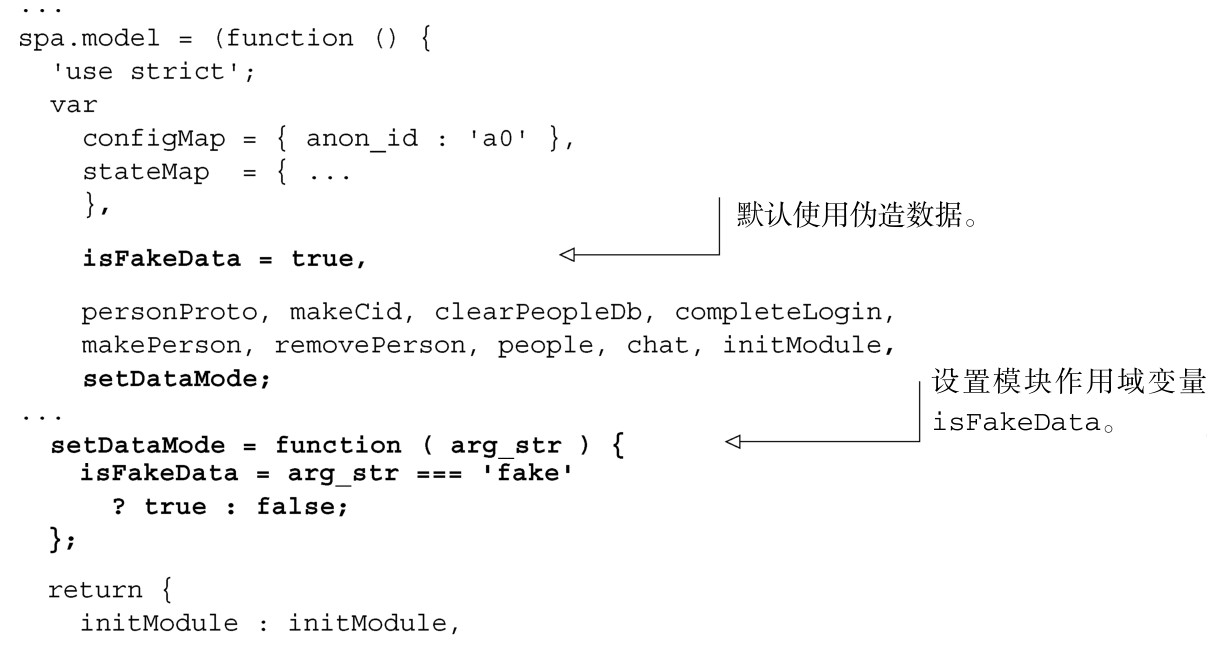 ...
spa.model = (function () {
  'use strict';
  var
    configMap = { anon_id : 'a0' },
    stateMap  = { ...
    },
默认使用伪造数据。
    isFakeData = true,
    personProto, makeCid, clearPeopleDb, completeLogin,
    makePerson, removePerson, people, chat, initModule,
    setDataMode;
设置模块作用域变量
isFakeData。
...
  setDataMode = function ( arg_str ) {
    isFakeData = arg_str === 'fake'
      ? true : false;
  };
  return {
    initModule : initModule,